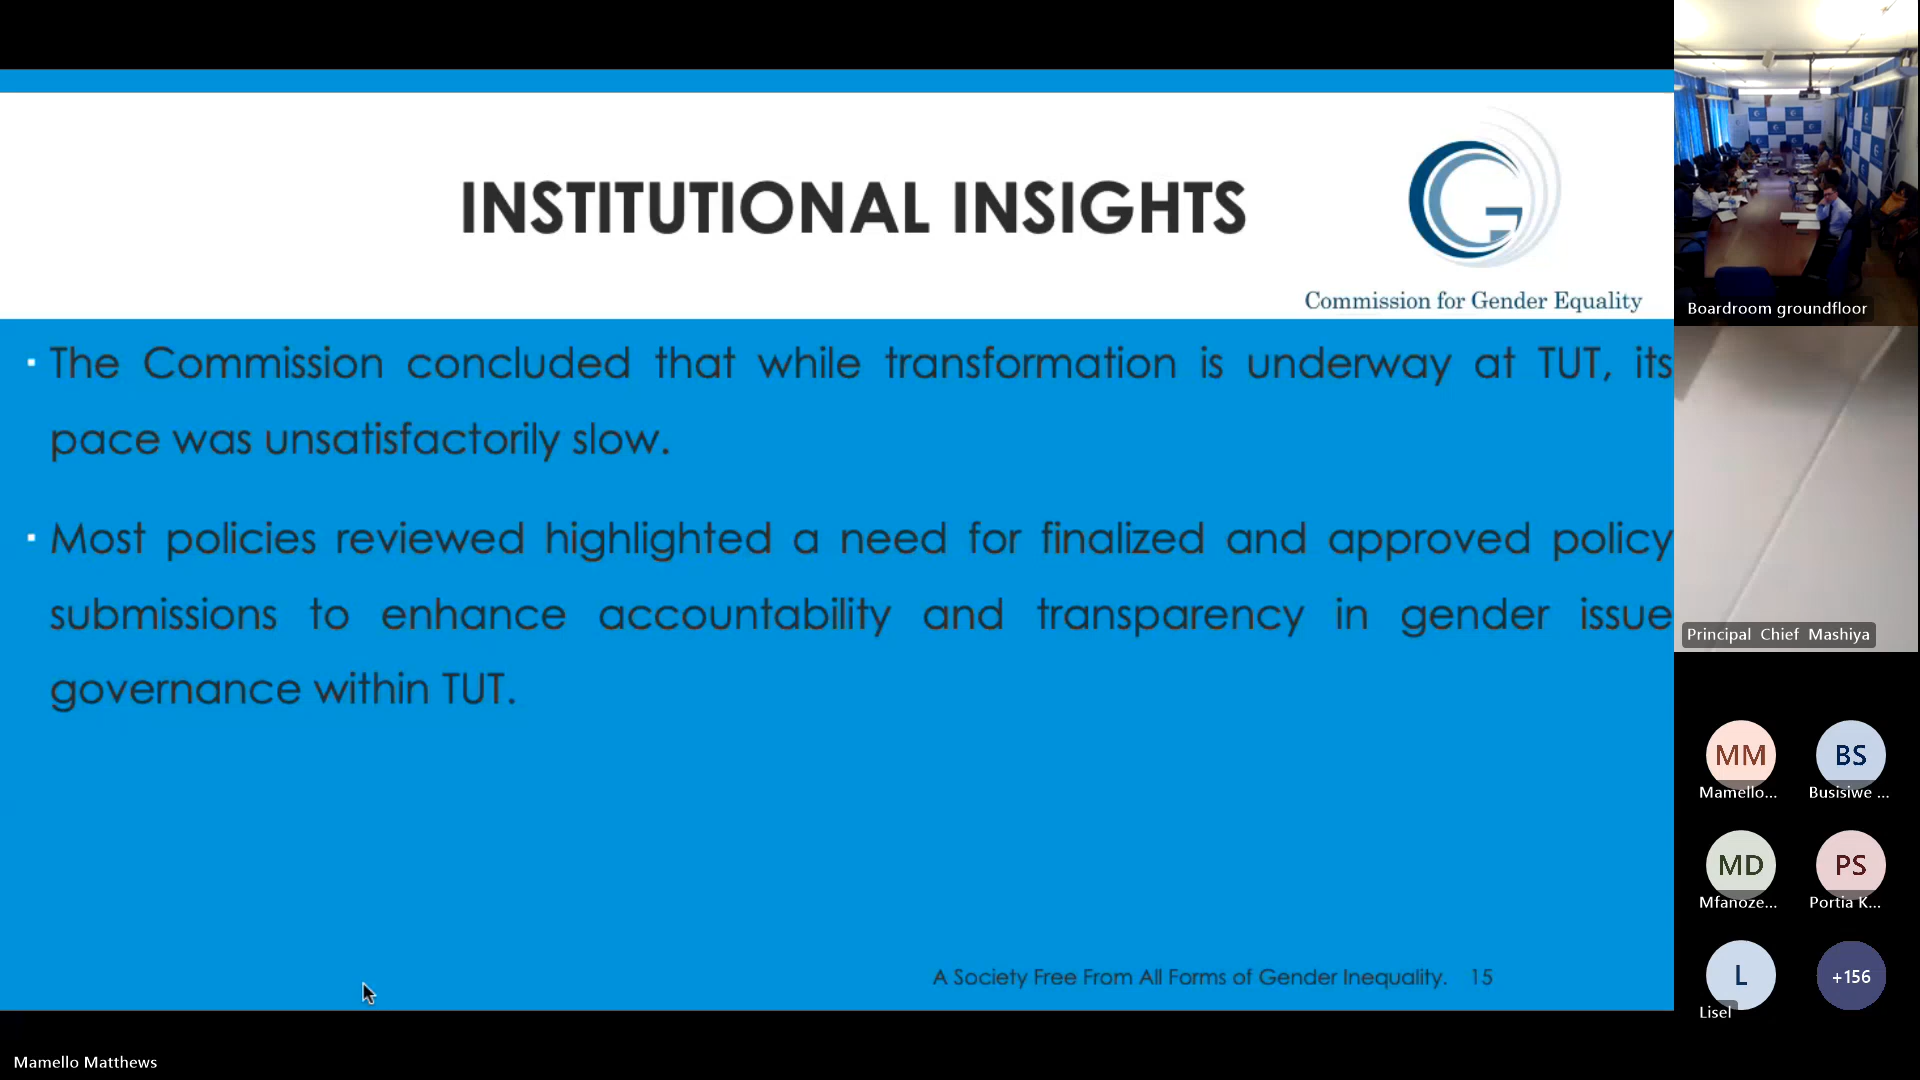 INSTITUTIONAL INSIGHTS
Commission for Gender Equality
The Commission concluded that while transformation is underway at TUT, its
pace was unsatisfactorily slow.
Most policies reviewed highlighted a need for finalized and approved policy
submissions to enhance accountability and transparency in gender issue
governance within TUT.
A Society Free From All Forms of Gender Inequality. 15
Boardroom groundfloor
Principal Chief Mashiya
MM
Mamello...
BS
Busisiwe ...
MD
Mfanoze...
PS
Portia K...
L
Lisel
+156
Mamello Matthews